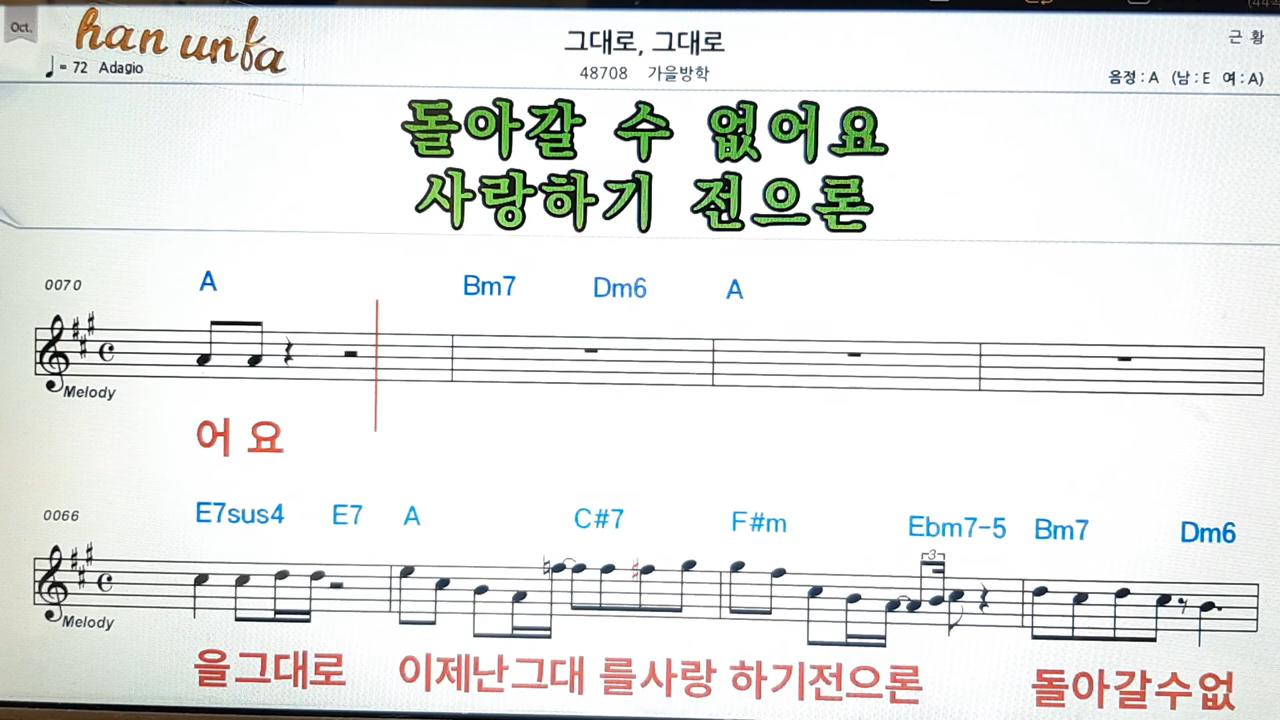 Oct.
han unfa
= 72 Adagio
그대로, 그대로
48708 가을방학
근 황
음정 : A (남 : E 여 : A)
돌아갈 수 없어요
사랑하기 전으론
0070
A Bm7 Dm6 A
Melody
어 요
0066
E7sus4 E7 A C#7 F#m Ebm7-5 Bm7 Dm6
3
Melody
을그대로 이제난그대 를사랑 하기전으론 돌아갈수없